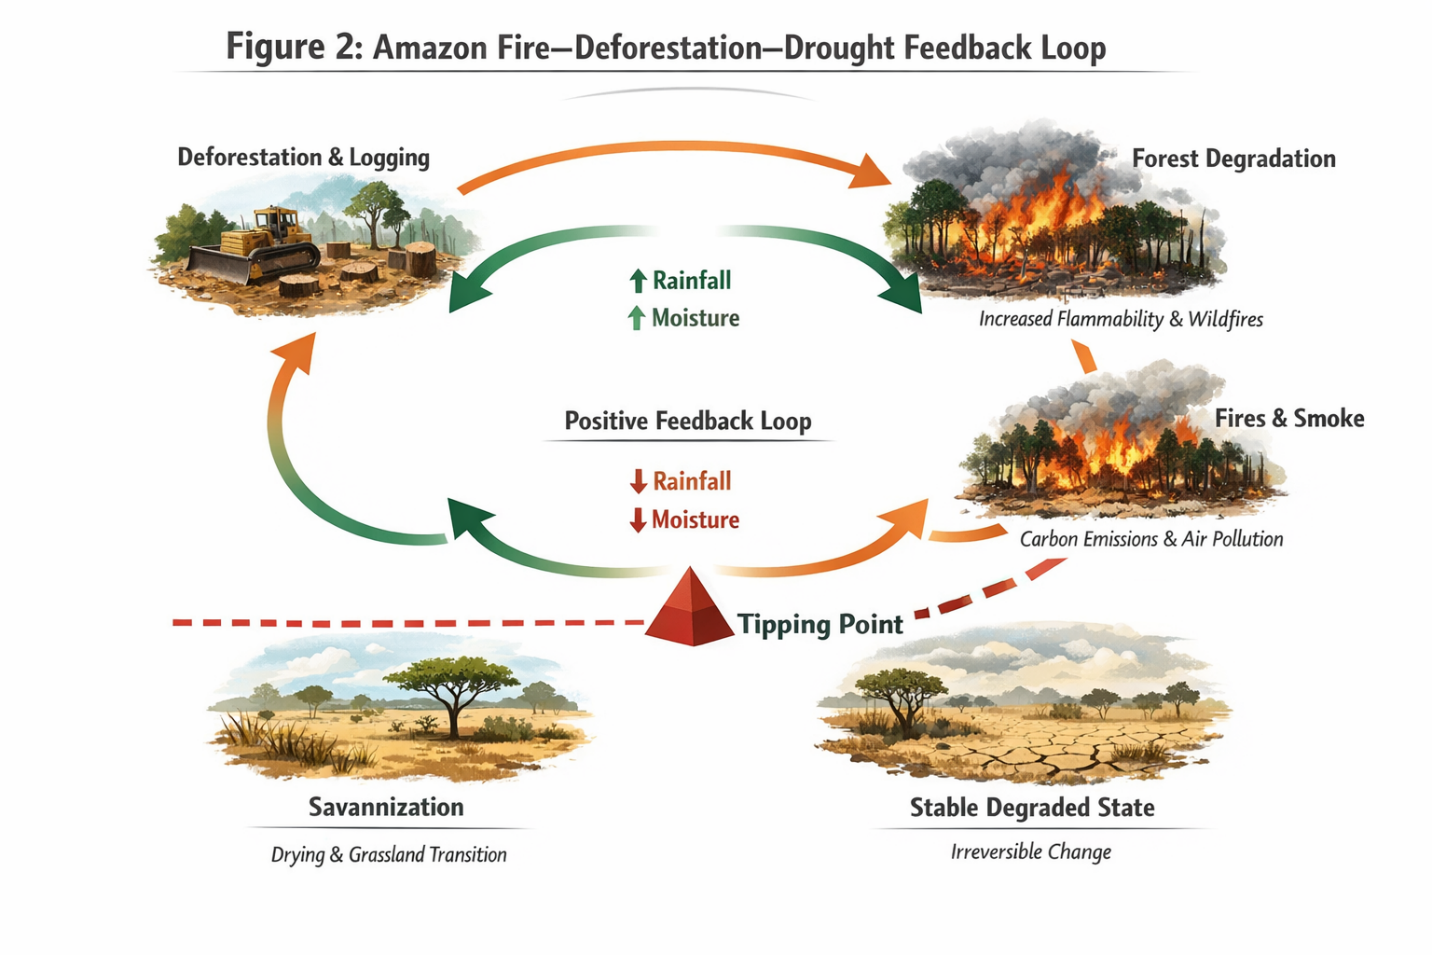 Figure 2: Amazon Fire—Deforestation—Drought Feedback Loop
Deforestation & Logging
Forest Degradation
↑ Rainfall
↑ Moisture
Increased Flammability & Wildfires
Positive Feedback Loop
Fires & Smoke
↓ Rainfall
↓ Moisture
Carbon Emissions & Air Pollution
Tipping Point
Savannization
Drying & Grassland Transition
Stable Degraded State
Irreversible Change